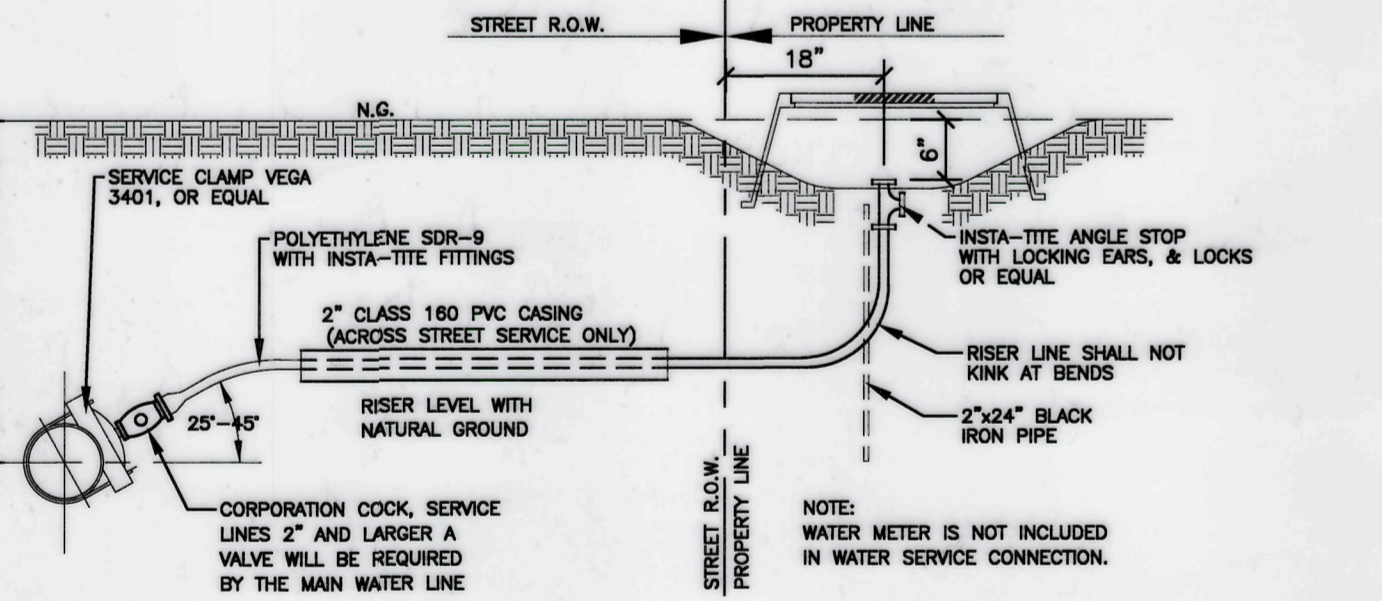 STREET R.O.W.
PROPERTY LINE
18"
N.G.
6"
SERVICE CLAMP VEGA
3401, OR EQUAL
POLYETHYLENE SDR-9
WITH INSTA-TITE FITTINGS
INSTA-TITE ANGLE STOP
WITH LOCKING EARS, & LOCKS
OR EQUAL
2" CLASS 160 PVC CASING
(ACROSS STREET SERVICE ONLY)
RISER LINE SHALL NOT
KINK AT BENDS
25°-45°
RISER LEVEL WITH
NATURAL GROUND
2"x24" BLACK
IRON PIPE
CORPORATION COCK, SERVICE
LINES 2" AND LARGER A
VALVE WILL BE REQUIRED
BY THE MAIN WATER LINE
STREET R.O.W.
PROPERTY LINE
NOTE:
WATER METER IS NOT INCLUDED
IN WATER SERVICE CONNECTION.